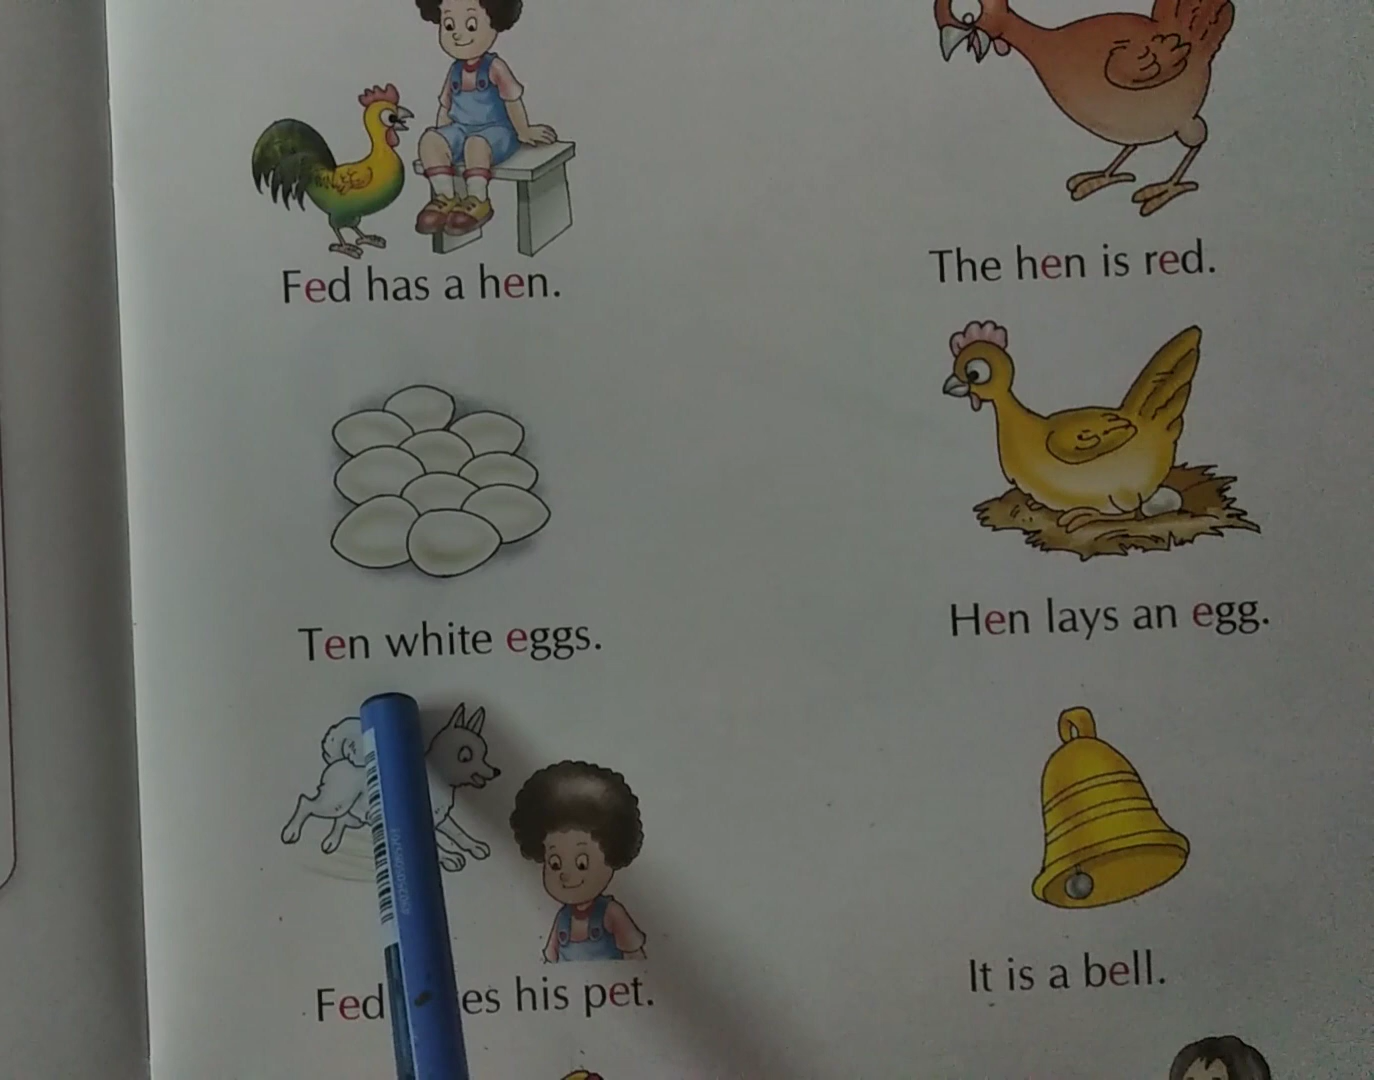 Fed has a hen.
The hen is red.
Ten white eggs.
Hen lays an egg.
Fed es his pet.
It is a bell.